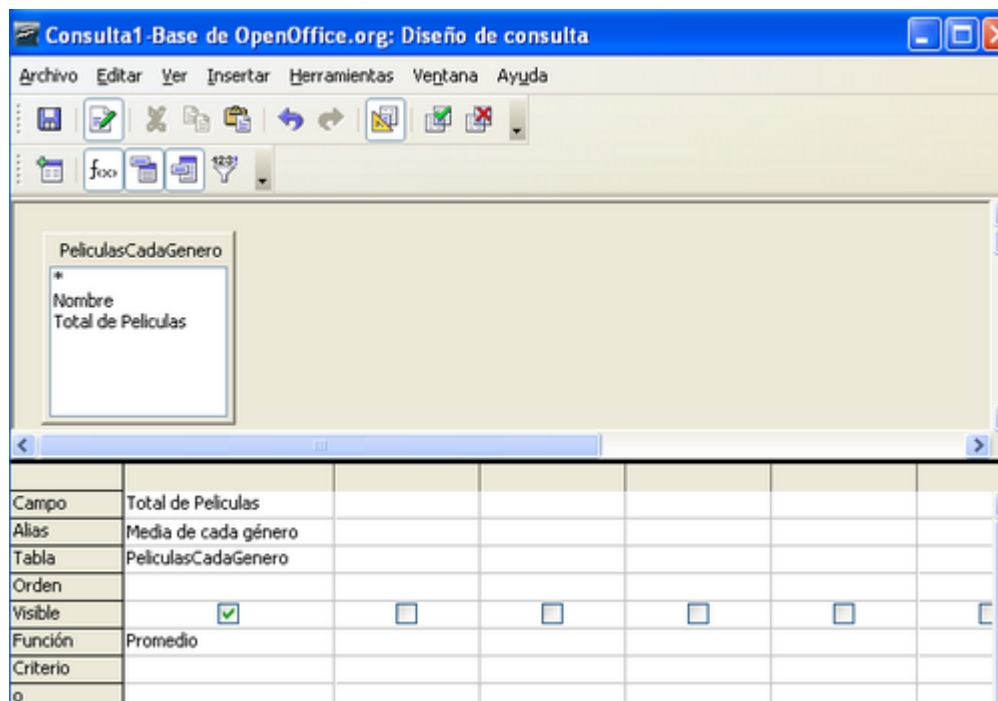 Consulta1-Base de OpenOffice.org: Diseño de consulta
Archivo Editar Ver Insertar Herramientas Ventana Ayuda
f(x) 123!
PeliculasCadaGenero
*
Nombre
Total de Peliculas
Campo Total de Peliculas
Alias Media de cada género
Tabla PeliculasCadaGenero
Orden
Visible
Función Promedio
Criterio
o